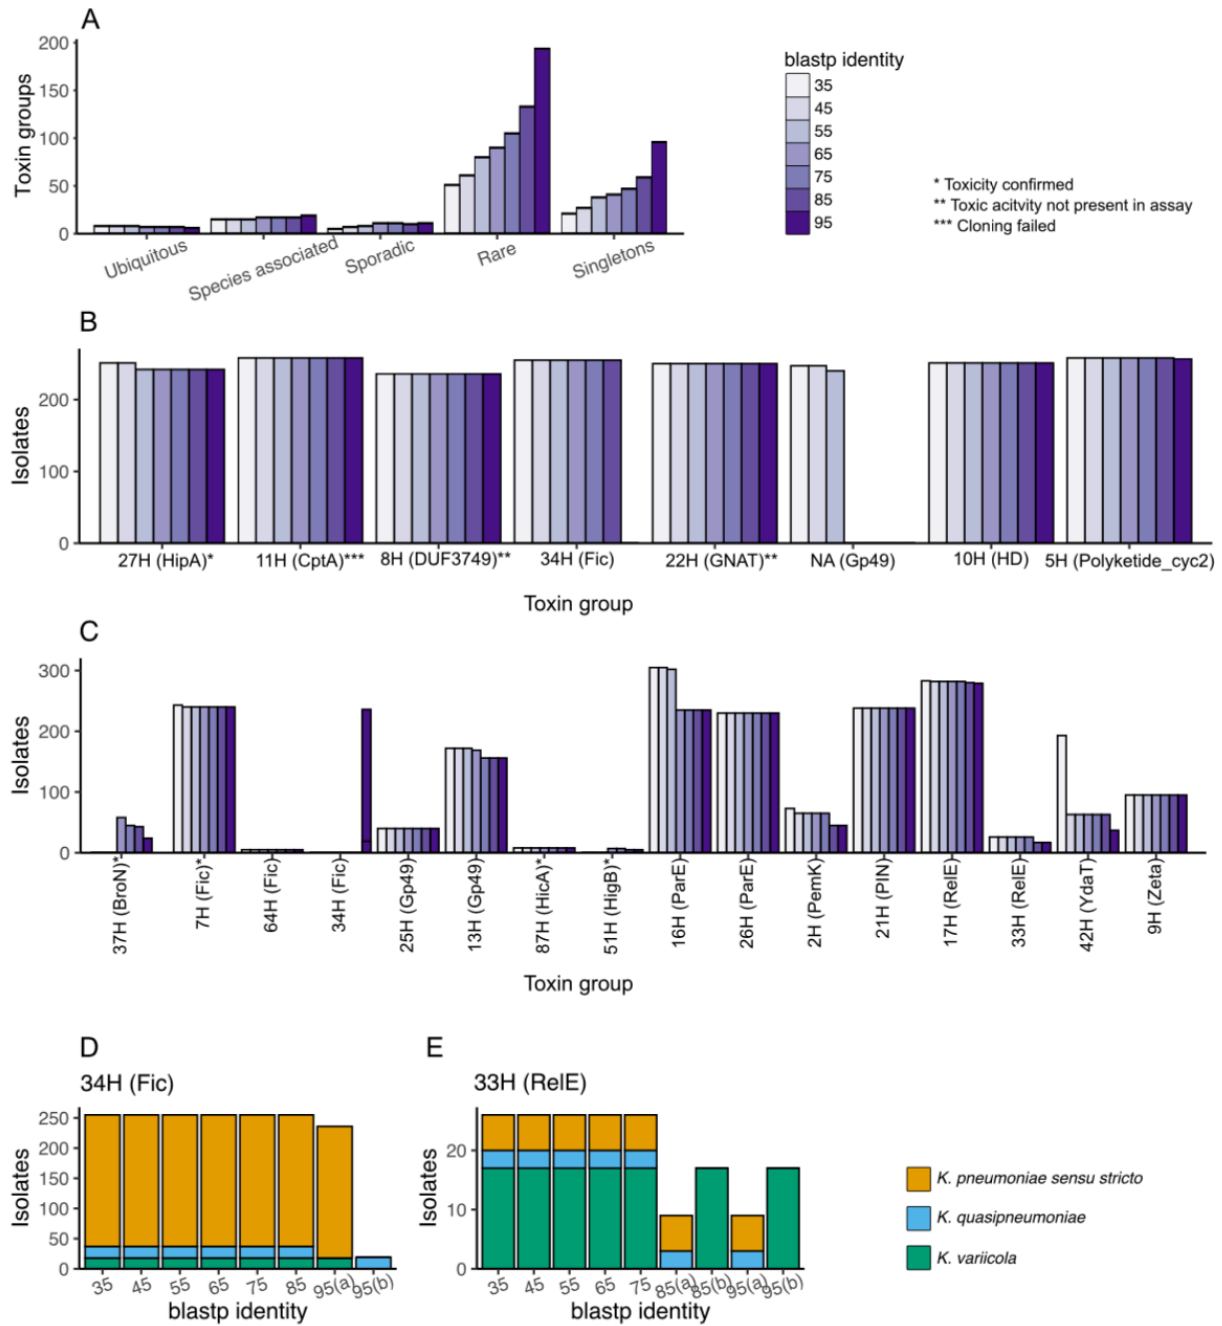 A
200
150
100
50
0
Toxin groups
Ubiquitous
Species associated
Sporadic
Rare
Singletons
blastp identity
35
45
55
65
75
85
95
* Toxicity confirmed
** Toxic acitvity not present in assay
*** Cloning failed
B
200
100
0
Isolates
27H (HipA)*
11H (CptA)***
8H (DUF3749)**
34H (Fic)
22H (GNAT)**
NA (Gp49)
10H (HD)
5H (Polyketide_cyc2)
Toxin group
C
300
200
100
0
Isolates
37H (BroN)*
7H (Fic)*
64H (Fic)
34H (Fic)
25H (Gp49)
13H (Gp49)
87H (HicA)*
51H (HigB)*
16H (ParE)
26H (ParE)
2H (PemK)
21H (PIN)
17H (RelE)
33H (RelE)
42H (YdaT)
9H (Zeta)
Toxin group
D
34H (Fic)
250
200
150
100
50
0
Isolates
35
45
55
65
75
85
95(a)
95(b)
blastp identity
E
33H (RelE)
20
10
0
Isolates
35
45
55
65
75
85(a)
85(b)
95(a)
95(b)
blastp identity
K. pneumoniae sensu stricto
K. quasipneumoniae
K. variicola